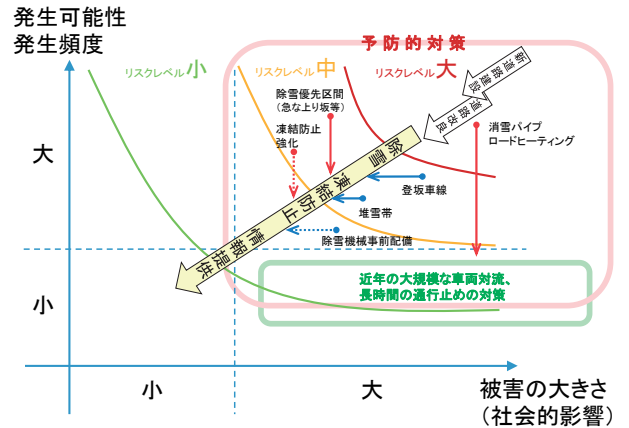 発生可能性
発生頻度
予防的対策
リスクレベル小
リスクレベル中
リスクレベル大
新道路建設
道路改良
除雪優先区間
（急な上り坂等）
凍結防止
強化
消雪パイプ
ロードヒーティング
大
除雪
凍結防止
情報提供
登坂車線
堆雪帯
除雪機械事前配備
近年の大規模な車両対流、
長時間の通行止めの対策
小
小
大
被害の大きさ
（社会的影響）